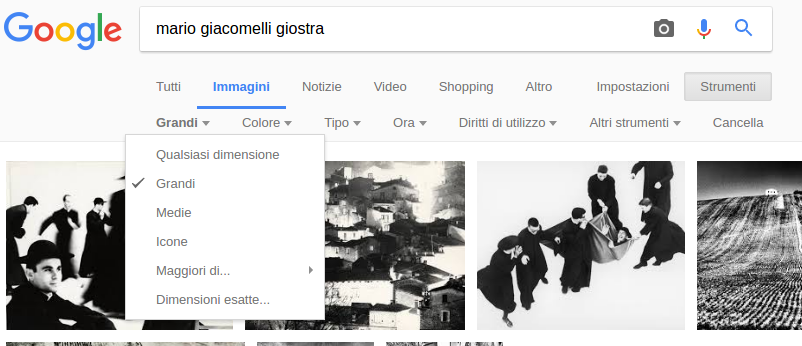 Google mario giacomelli giostra
Tutti Immagini Notizie Video Shopping Altro Impostazioni Strumenti
Grandi Colore Tipo Ora Diritti di utilizzo Altri strumenti Cancella
Qualsiasi dimensione
Grandi
Medie
Icone
Maggiori di...
Dimensioni esatte...